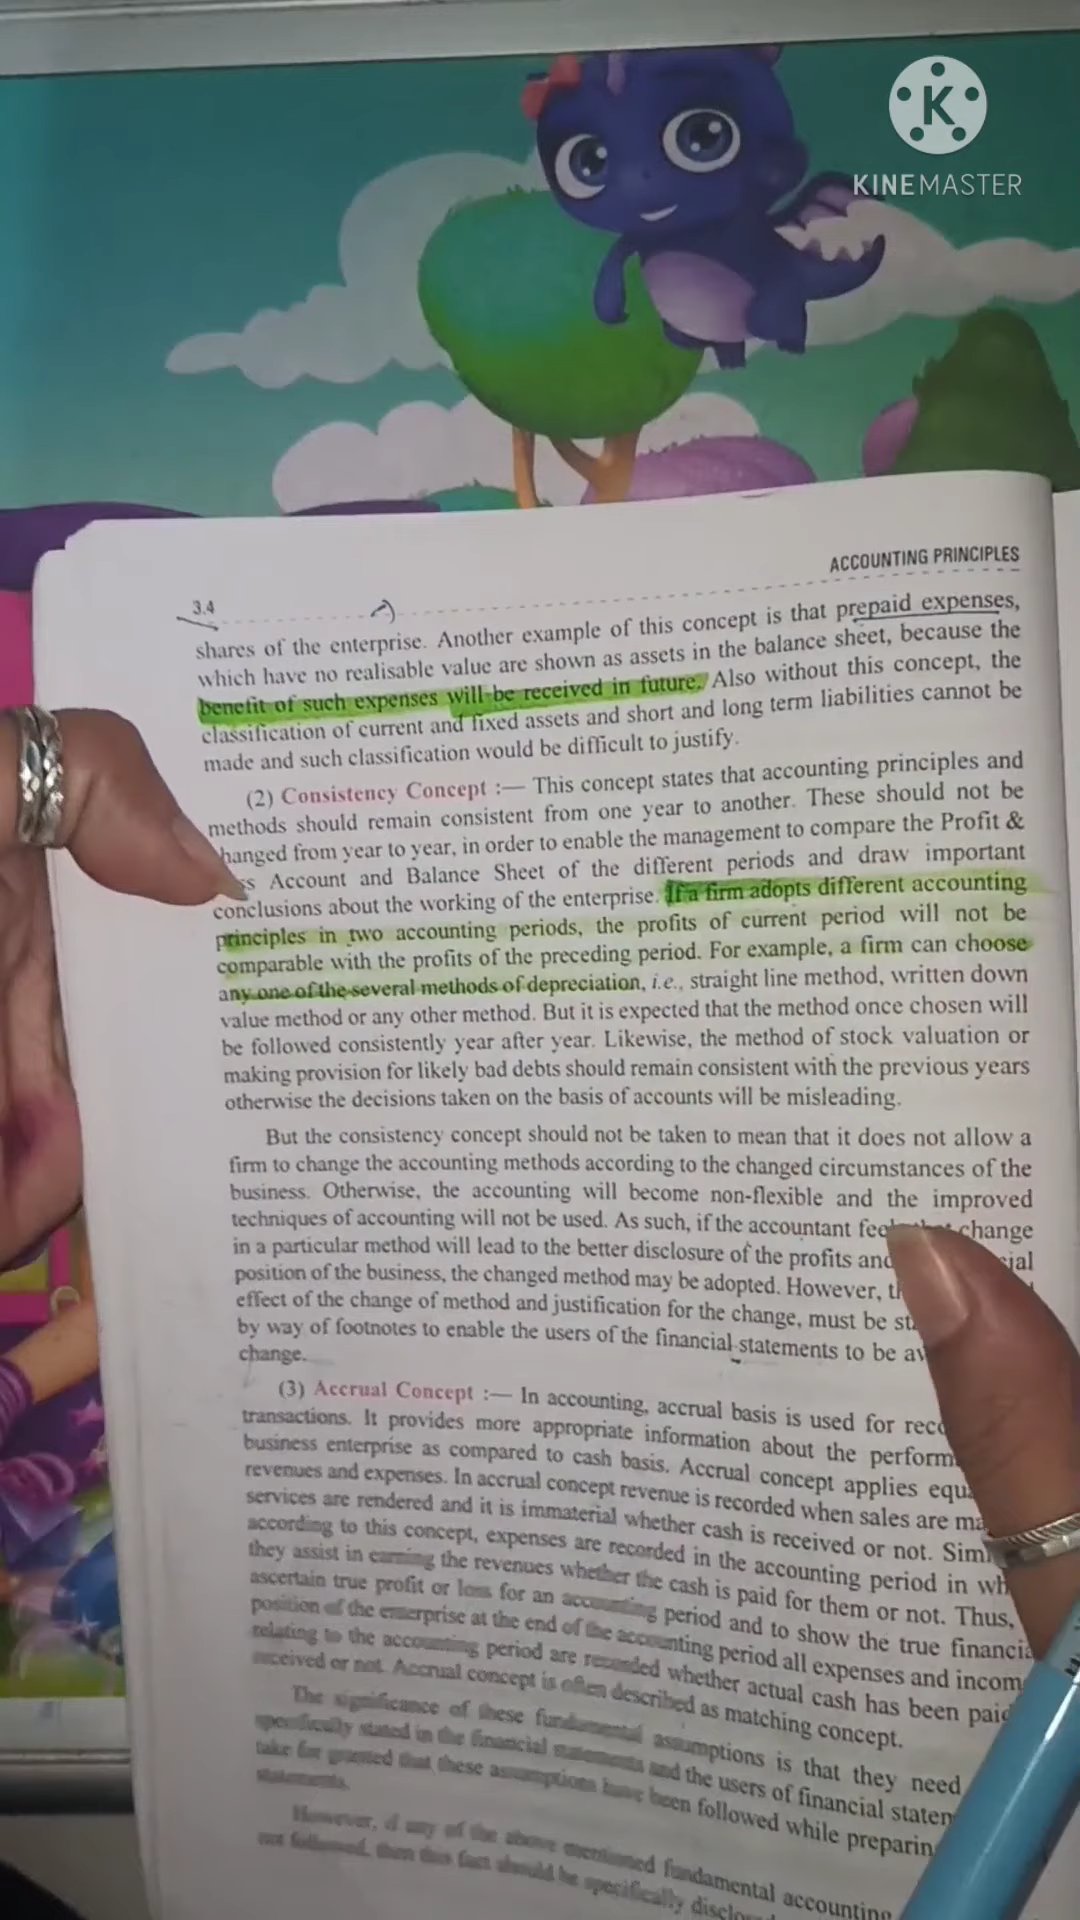 K
KINEMASTER
ACCOUNTING PRINCIPLES
3.4
shares of the enterprise. Another example of this concept is that prepaid expenses,
which have no realisable value are shown as assets in the balance sheet, because the
benefit of such expenses will be received in future. Also without this concept, the
classification of current and fixed assets and short and long term liabilities cannot be
made and such classification would be difficult to justify.
(2) Consistency Concept :— This concept states that accounting principles and
methods should remain consistent from one year to another. These should not be
hanged from year to year, in order to enable the management to compare the Profit &
ss Account and Balance Sheet of the different periods and draw important
conclusions about the working of the enterprise. If a firm adopts different accounting
principles in two accounting periods, the profits of current period will not be
comparable with the profits of the preceding period. For example, a firm can choose
any one of the several methods of depreciation, i.e., straight line method, written down
value method or any other method. But it is expected that the method once chosen will
be followed consistently year after year. Likewise, the method of stock valuation or
making provision for likely bad debts should remain consistent with the previous years
otherwise the decisions taken on the basis of accounts will be misleading.
But the consistency concept should not be taken to mean that it does not allow a
firm to change the accounting methods according to the changed circumstances of the
business. Otherwise, the accounting will become non-flexible and the improved
techniques of accounting will not be used. As such, if the accountant change
in a particular method will lead to the better disclosure of the profits and
position of the business, the changed method may be adopted. However,
effect of the change of method and justification for the change, must be
by way of footnotes to enable the users of the financial statements to be
change.
(3) Accrual Concept :— In accounting, accrual basis is used for
transactions. It provides more appropriate information about the
business enterprise as compared to cash basis. Accrual concept applies
revenues and expenses. In accrual concept revenue is recorded when sales are
services are rendered and it is immaterial whether cash is received or not.
according to this concept, expenses are recorded in the accounting period in
they assist in earning the revenues whether the cash is paid for them or not. Thus,
ascertain true profit or loss for an accounting period and to show the true
position of the enterprise at the end of the accounting period all expenses and
relating to the accounting period are recorded whether actual cash has been
received or not. Accrual concept is often described as matching concept.
The significance of these fundamental assumptions is that they need
specifically stated in the financial statements and the users of financial
take for granted that these assumptions have been followed while
statements.
However, if any of the above mentioned fundamental accounting
not followed, then this fact should be specifically